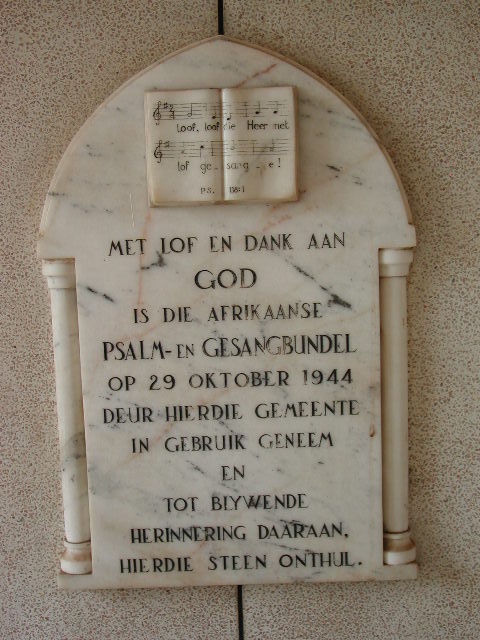 Loof, loof die Heer met
lof ge- sang - e!
PS.
MET LOF EN DANK AAN
GOD
IS DIE AFRIKAANSE
PSALM- EN GESANGBUNDEL
OP 29 OKTOBER 1944
DEUR HIERDIE GEMEENTE
IN GEBRUIK GENEEM
EN
TOT BLYWENDE
HERINNERING DAARAAN,
HIERDIE STEEN ONTHUL.